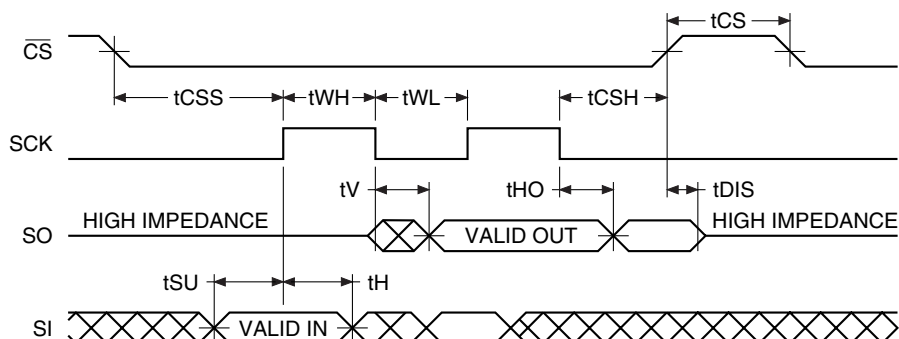 tCS
CS
tCSS
tWH
tWL
tCSH
SCK
tV
tHO
tDIS
HIGH IMPEDANCE
HIGH IMPEDANCE
SO
VALID OUT
tSU
tH
SI
VALID IN